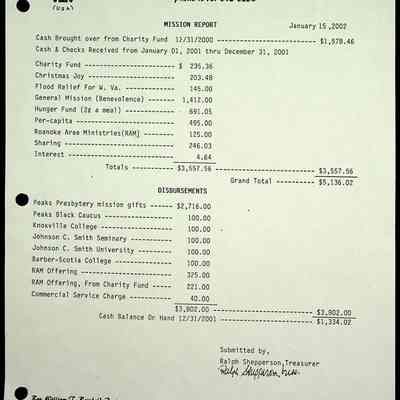 (USA)
MISSION REPORT
January 15, 2002
Cash Brought over from Charity Fund 12/31/2000 ------ $1,578.46
Cash & Checks Received from January 01, 2001 thru December 31, 2001
Charity Fund ------ $ 235.36
Christmas Joy ------ 203.48
Flood Relief For W. Va. ------ 145.00
General Mission (Benevolence) ------ 1,412.00
Hunger Fund (2¢ a meal) ------ 691.05
Per-capita ------ 495.00
Roanoke Area Ministries(RAM) ------ 125.00
Sharing ------ 246.03
Interest ------ 4.64
Totals ------ $3,557.56 ------ $3,557.56
Grand Total ------ $5,136.02
DISBURSEMENTS
Peaks Presbytery mission gifts ------ $2,716.00
Peaks Black Caucus ------ 100.00
Knoxville College ------ 100.00
Johnson C. Smith Seminary ------ 100.00
Johnson C. Smith University ------ 100.00
Barber-Scotia College ------ 100.00
RAM Offering ------ 325.00
RAM Offering, From Charity Fund ----- 221.00
Commercial Service Charge ------ 40.00
$3,802.00 ------ $3,802.00
Cash Balance On Hand 12/31/2001 ------ $1,334.02
Submitted by,
Ralph Shepperson, Treasurer
Ralph Shepperson